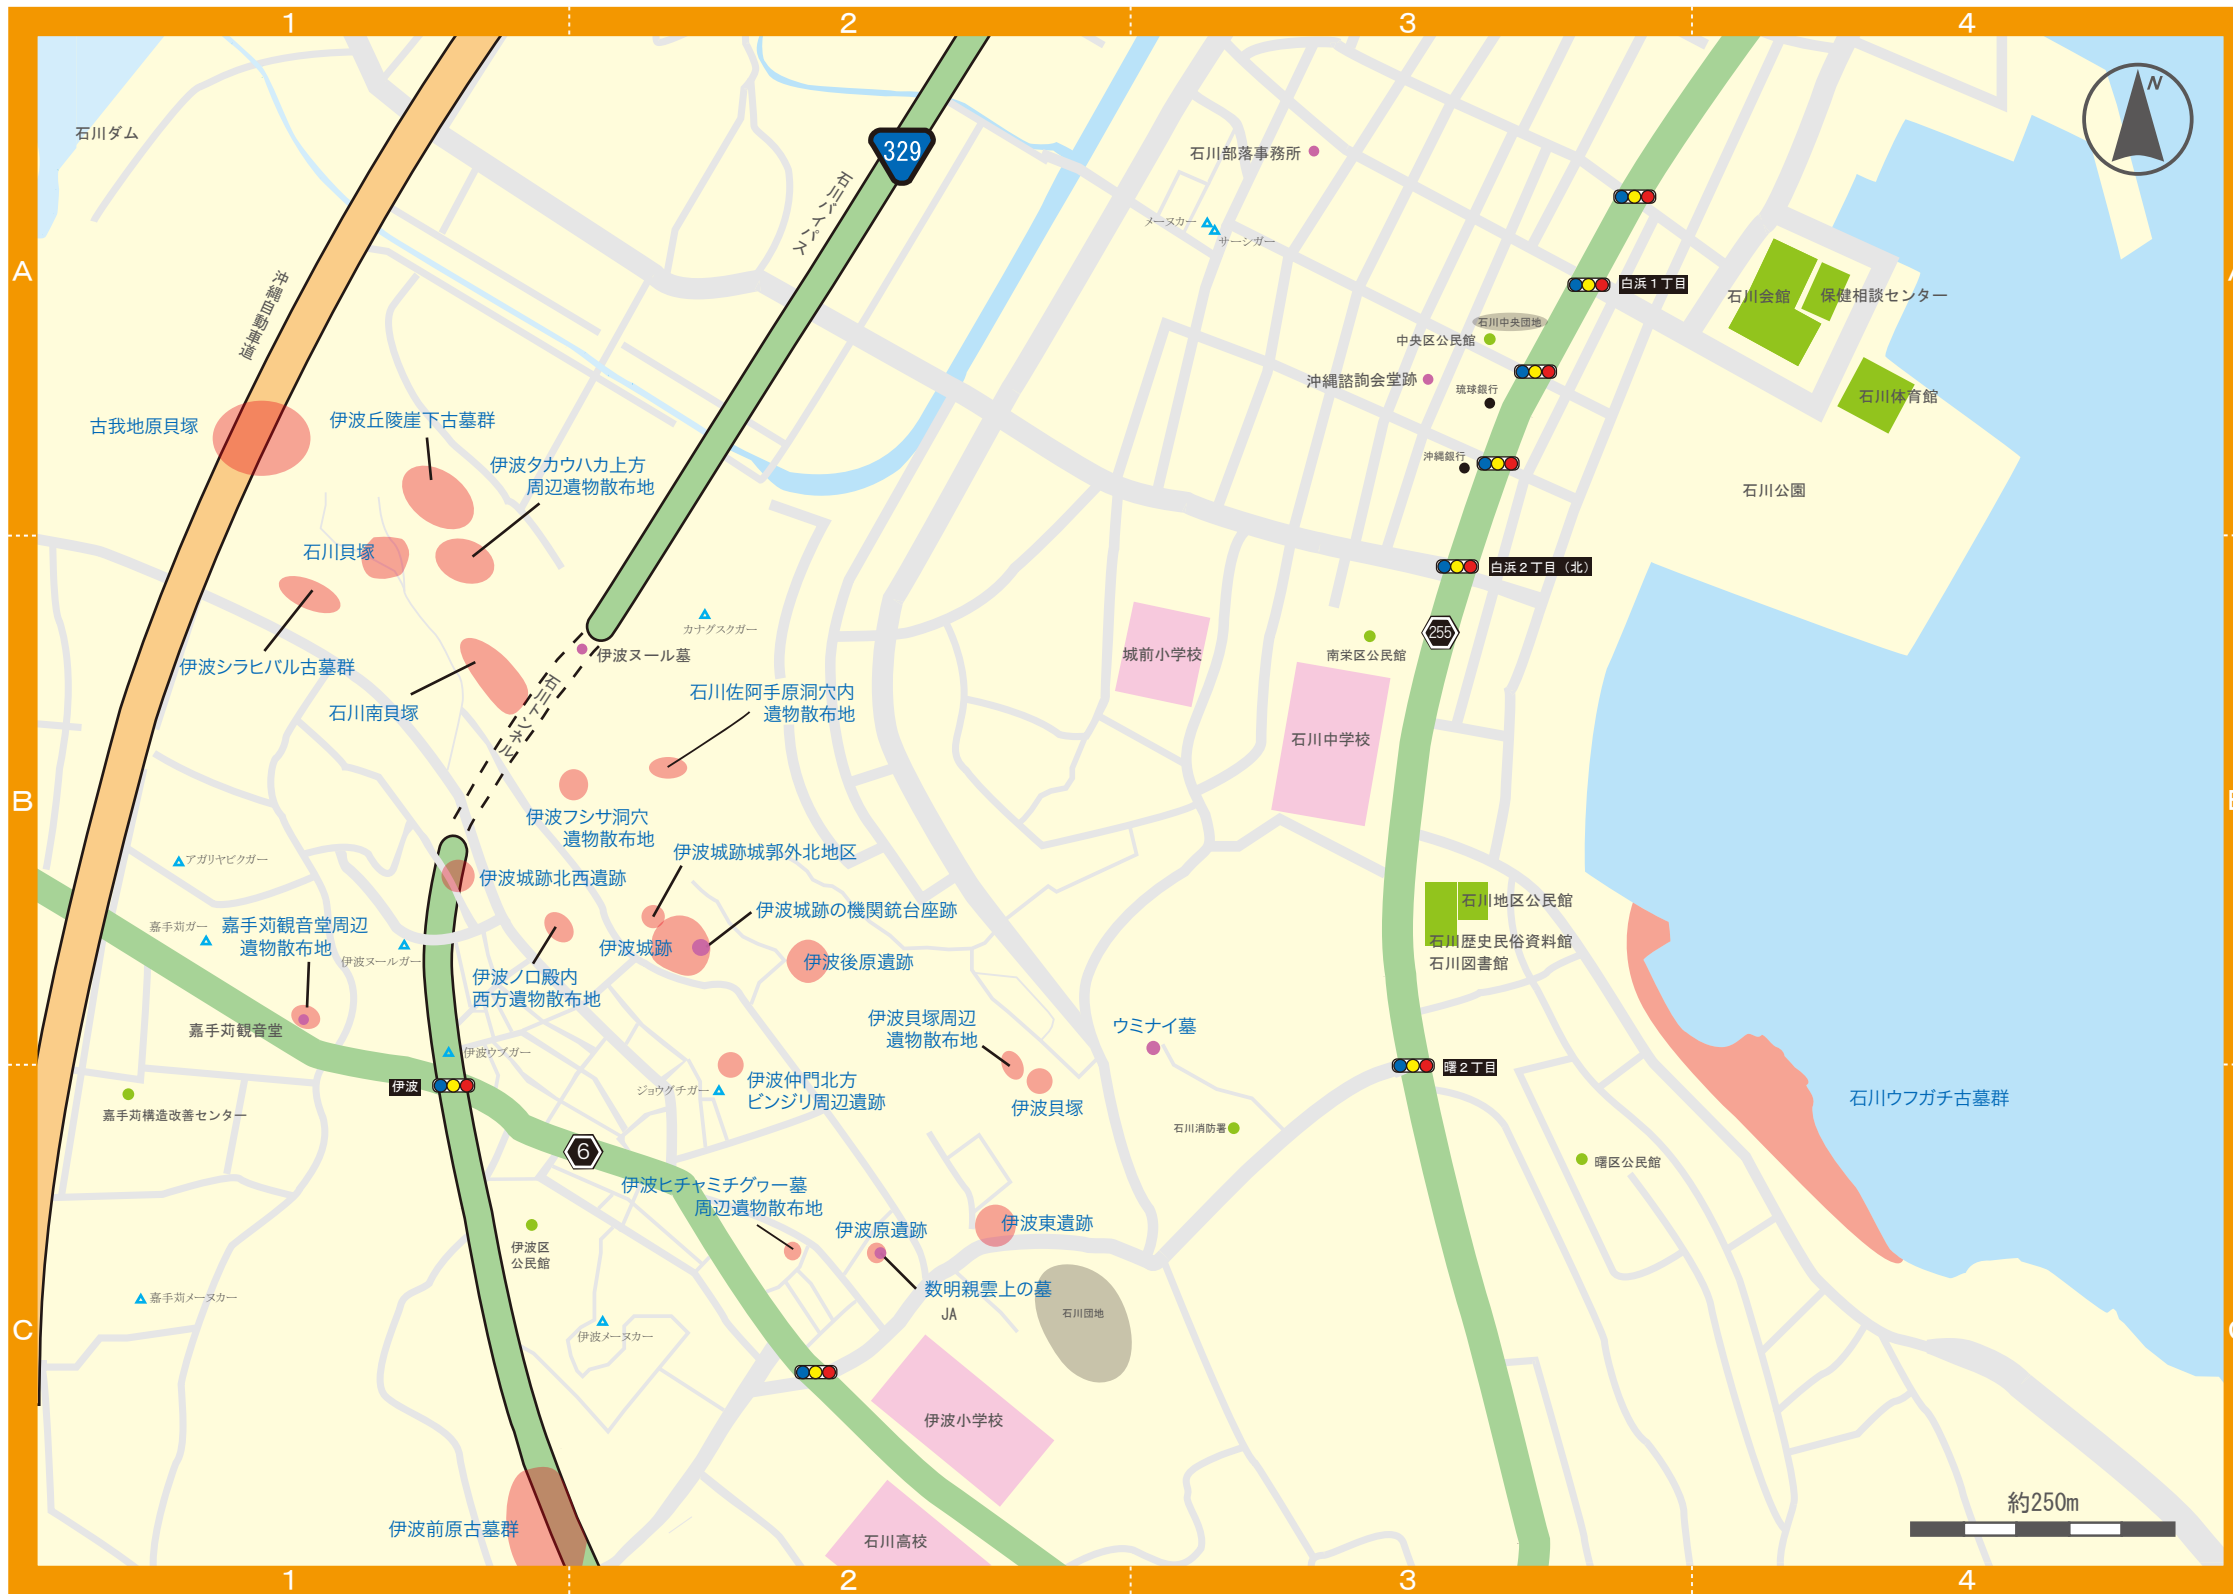 1
2
3
4
N
石川ダム
329
石川バイパス
石川部落事務所
メーヌカー
サーシガー
A
沖縄自動車道
白浜1丁目
石川会館
保健相談センター
石川中央団地
中央区公民館
沖縄諮詢会堂跡
琉球銀行
石川体育館
古我地原貝塚
伊波丘陵崖下古墓群
伊波タカウハカ上方
周辺遺物散布地
沖縄銀行
石川公園
石川貝塚
白浜2丁目（北）
カナグスクガー
255
伊波ヌール墓
城前小学校
南栄区公民館
伊波シラヒバル古墓群
石川南貝塚
石川トンネル
石川佐阿手原洞穴内
遺物散布地
石川中学校
B
伊波フシサ洞穴
遺物散布地
伊波城跡城郭外北地区
アガリヤビクガー
伊波城跡北西遺跡
石川地区公民館
伊波城跡の機関銃台座跡
嘉手苅ガー
嘉手苅観音堂周辺
遺物散布地
伊波ヌールガー
伊波城跡
伊波後原遺跡
石川歴史民俗資料館
石川図書館
伊波ノロ殿内
西方遺物散布地
伊波貝塚周辺
遺物散布地
ウミナイ墓
嘉手苅観音堂
伊波ウブガー
曙2丁目
伊波
ジョウグチガー
伊波仲門北方
ビンジリ周辺遺跡
伊波貝塚
石川ウフガチ古墓群
嘉手苅構造改善センター
石川消防署
6
曙区公民館
伊波ヒチャミチグヮー墓
周辺遺物散布地
伊波原遺跡
伊波東遺跡
伊波区
公民館
数明親雲上の墓
JA
石川団地
嘉手苅メーヌカー
伊波メーヌカー
C
伊波小学校
約250m
伊波前原古墓群
石川高校
1
2
3
4